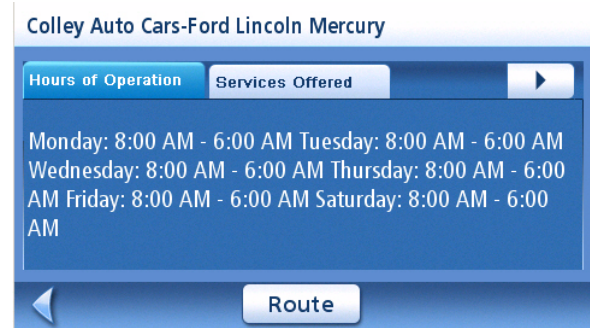 Colley Auto Cars-Ford Lincoln Mercury
Hours of Operation Services Offered
Monday: 8:00 AM - 6:00 AM Tuesday: 8:00 AM - 6:00 AM
Wednesday: 8:00 AM - 6:00 AM Thursday: 8:00 AM - 6:00
AM Friday: 8:00 AM - 6:00 AM Saturday: 8:00 AM - 6:00
AM
Route